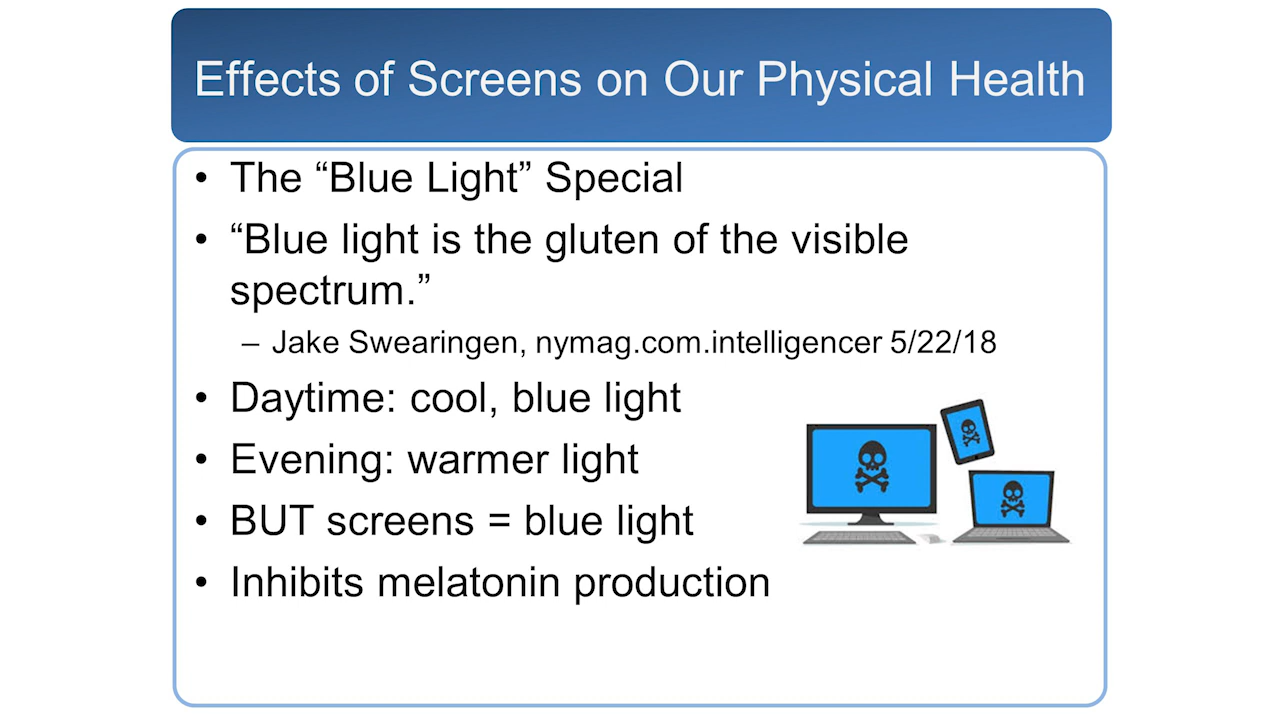 Effects of Screens on Our Physical Health
• The “Blue Light” Special
• “Blue light is the gluten of the visible
spectrum.”
– Jake Swearingen, nymag.com.intelligencer 5/22/18
• Daytime: cool, blue light
• Evening: warmer light
• BUT screens = blue light
• Inhibits melatonin production